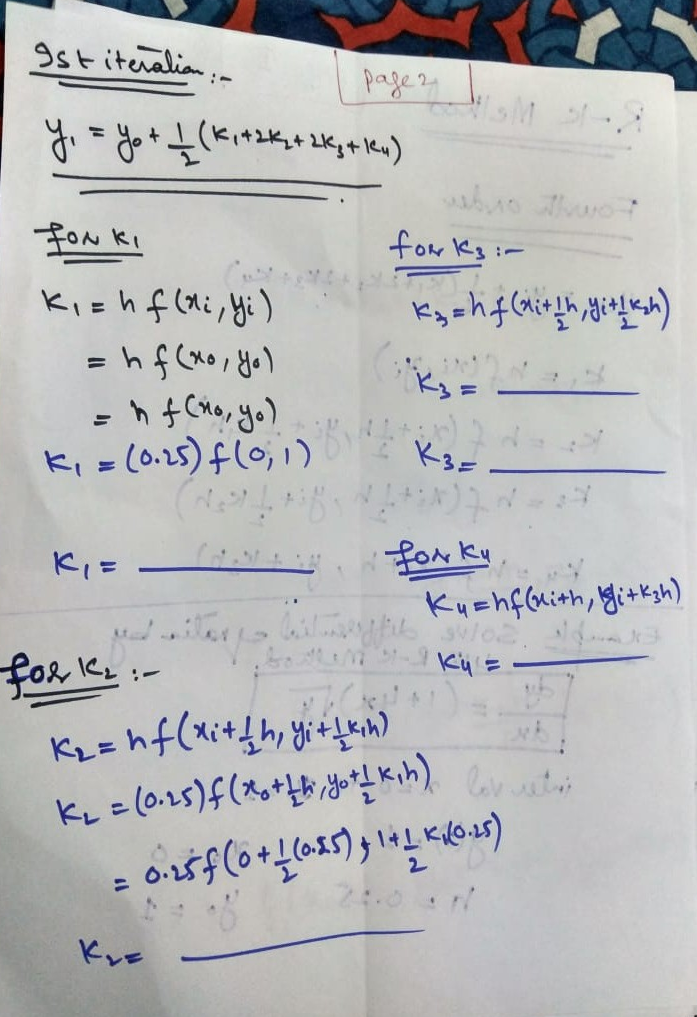 Ist iteration :-
page 2
y₁ = y₀ + 1/2 (K₁+2K₂+2K₃+K₄)
for K₁
K₁ = h f(xi, yi)
= h f(x₀, y₀)
= h f(x₀, y₀)
K₁ = (0.25) f(0, 1)
K₁ =
for K₂ :-
K₂ = h f(xi+1/2h, yi+1/2K₁h)
K₂ = (0.25) f(x₀+1/2h, y₀+1/2K₁h)
= 0.25 f(0+1/2(0.25), 1+1/2K₁(0.25)
K₂ =
for K₃ :-
K₃ = h f(xi+1/2h, yi+1/2K₂h)
K₃ =
K₃ =
for K₄
K₄ = hf(xi+h, yi+K₃h)
K₄ =